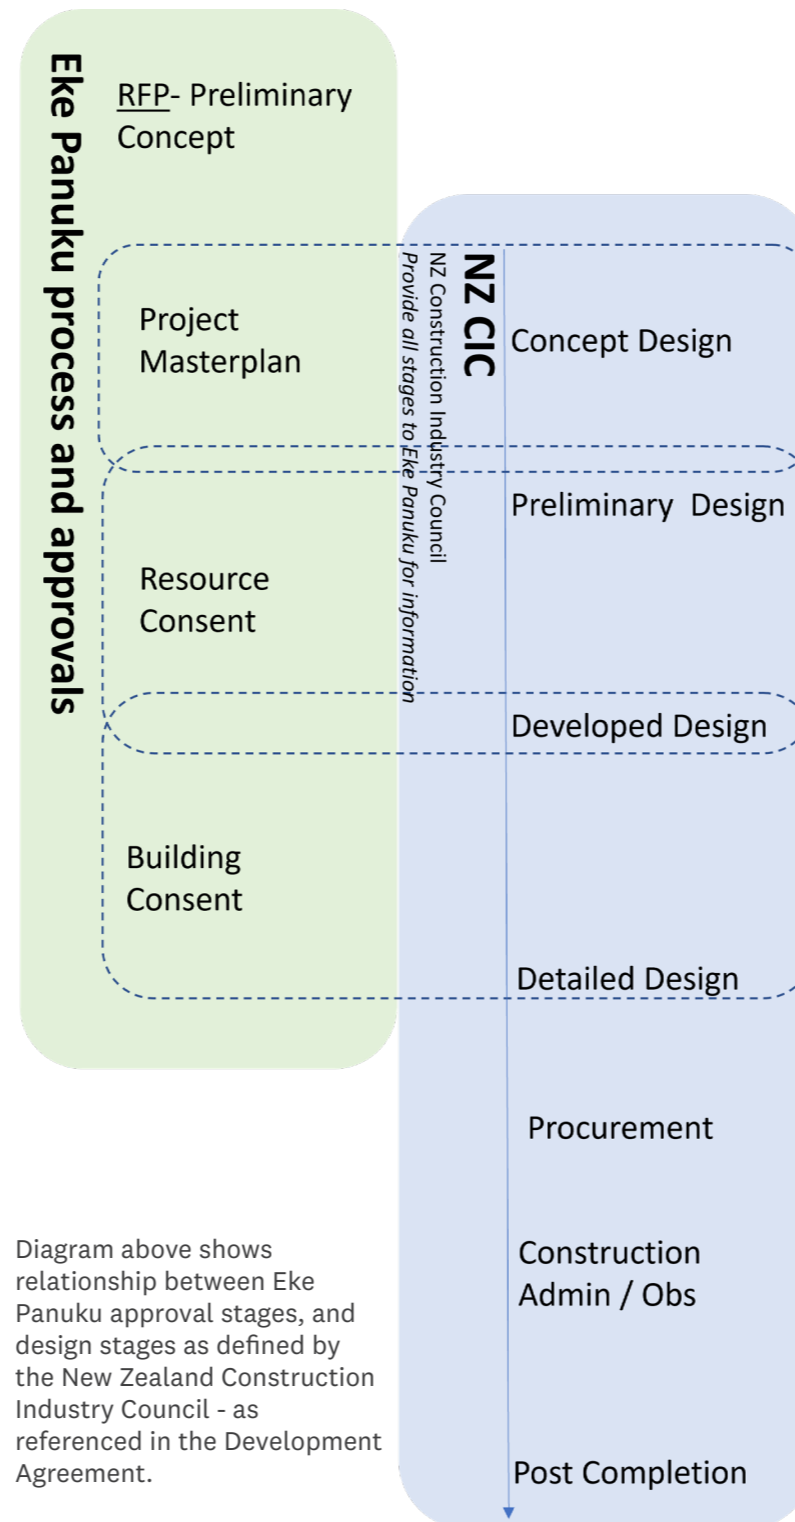 Eke Panuku process and approvals
RFP- Preliminary
Concept
Project
Masterplan
Resource
Consent
Building
Consent
NZ CIC
NZ Construction Industry Council
Provide all stages to Eke Panuku for information
Concept Design
Preliminary Design
Developed Design
Detailed Design
Procurement
Construction
Admin / Obs
Post Completion
Diagram above shows
relationship between Eke
Panuku approval stages, and
design stages as defined by
the New Zealand Construction
Industry Council - as
referenced in the Development
Agreement.